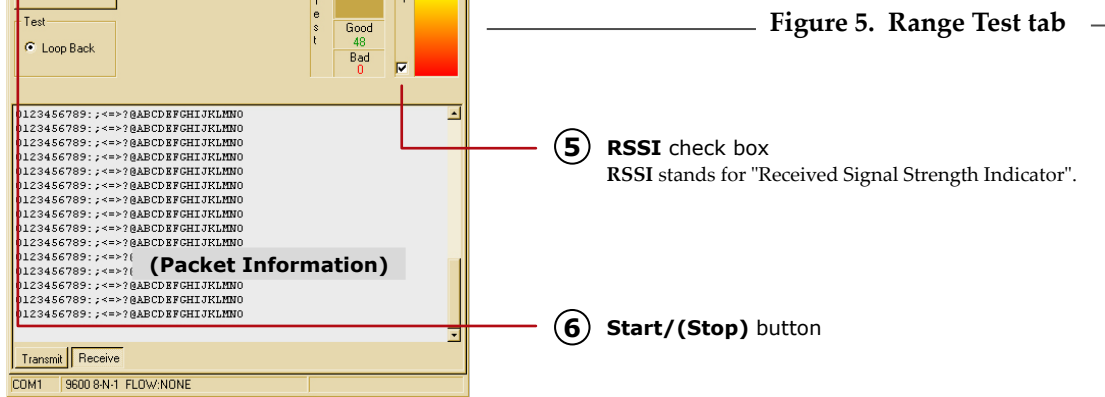 Test
Loop Back
e
s
t
Good
48
Bad
0
Figure 5. Range Test tab
0123456789:;<=>?@ABCDEFGHIJKLMNO
0123456789:;<=>?@ABCDEFGHIJKLMNO
0123456789:;<=>?@ABCDEFGHIJKLMNO
0123456789:;<=>?@ABCDEFGHIJKLMNO
0123456789:;<=>?@ABCDEFGHIJKLMNO
0123456789:;<=>?@ABCDEFGHIJKLMNO
0123456789:;<=>?@ABCDEFGHIJKLMNO
0123456789:;<=>?@ABCDEFGHIJKLMNO
0123456789:;<=>?@ABCDEFGHIJKLMNO
0123456789:;<=>?@ABCDEFGHIJKLMNO
0123456789:;<=>?
0123456789:;<=>?
(Packet Information)
0123456789:;<=>?@ABCDEFGHIJKLMNO
0123456789:;<=>?@ABCDEFGHIJKLMNO
0123456789:;<=>?@ABCDEFGHIJKLMNO
Transmit Receive
COM1 9600 8-N-1 FLOW:NONE
5 RSSI check box
RSSI stands for "Received Signal Strength Indicator".
6 Start/(Stop) button